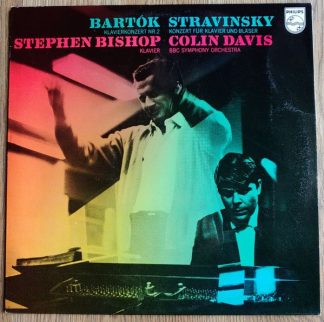 BARTÓK STRAVINSKY
KLAVIERKONZERT NR. 2 KONZERT FÜR KLAVIER UND BLÄSER
STEPHEN BISHOP COLIN DAVIS
KLAVIER BBC SYMPHONY ORCHESTRA
PHILIPS